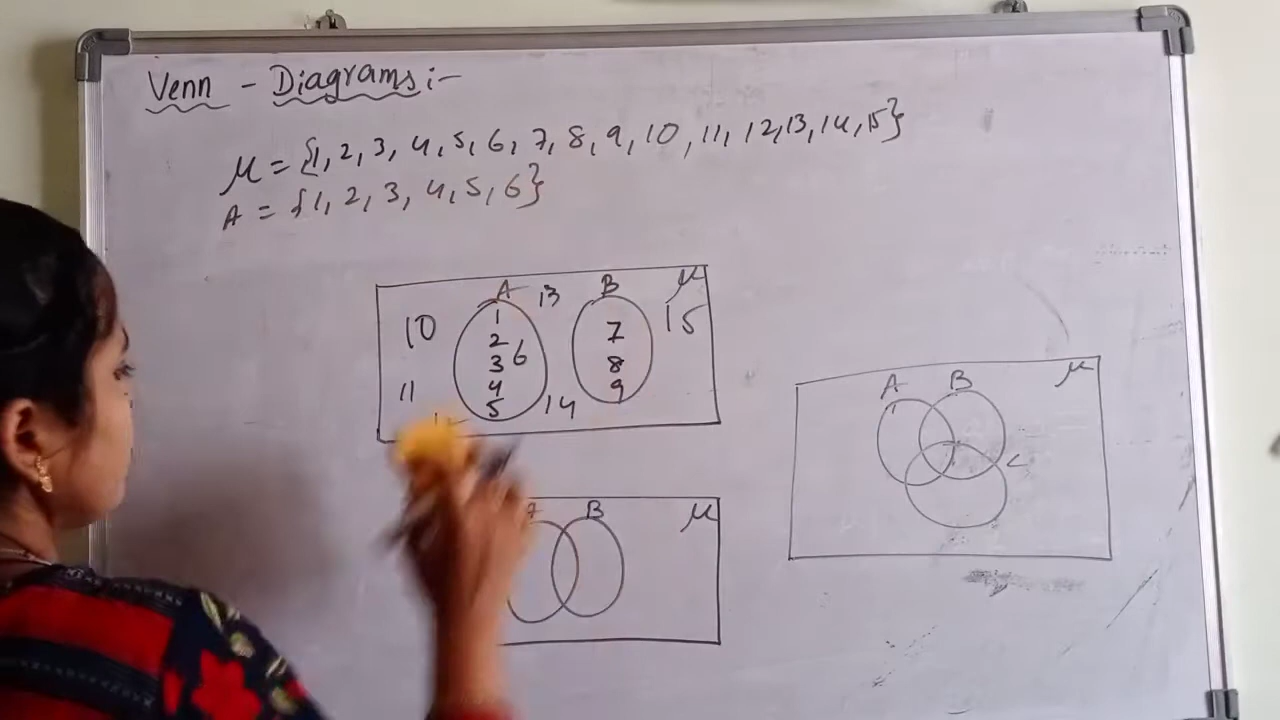 Venn - Diagrams :-
μ = {1, 2, 3, 4, 5, 6, 7, 8, 9, 10, 11, 12, 13, 14, 15}
A = {1, 2, 3, 4, 5, 6}
A 13 B μ
10 1 7 15
2
3 6 8
11 4 9
5 14
A B μ
A B μ
C